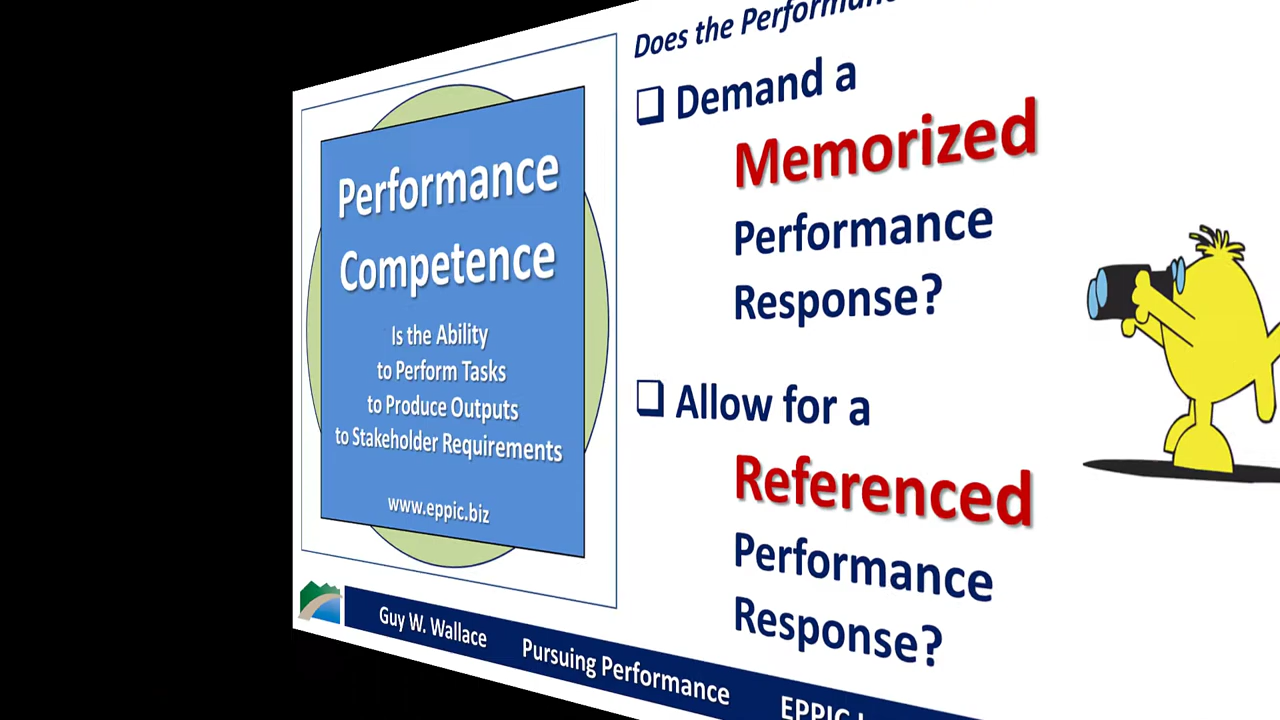 Does the
Demand a
Memorized
Performance
Response?
Allow for a
Referenced
Performance
Response?
Performance
Competence
Is the Ability
to Perform Tasks
to Produce Outputs
to Stakeholder Requirements
www.eppic.biz
Guy W. Wallace Pursuing Performance EPPIC